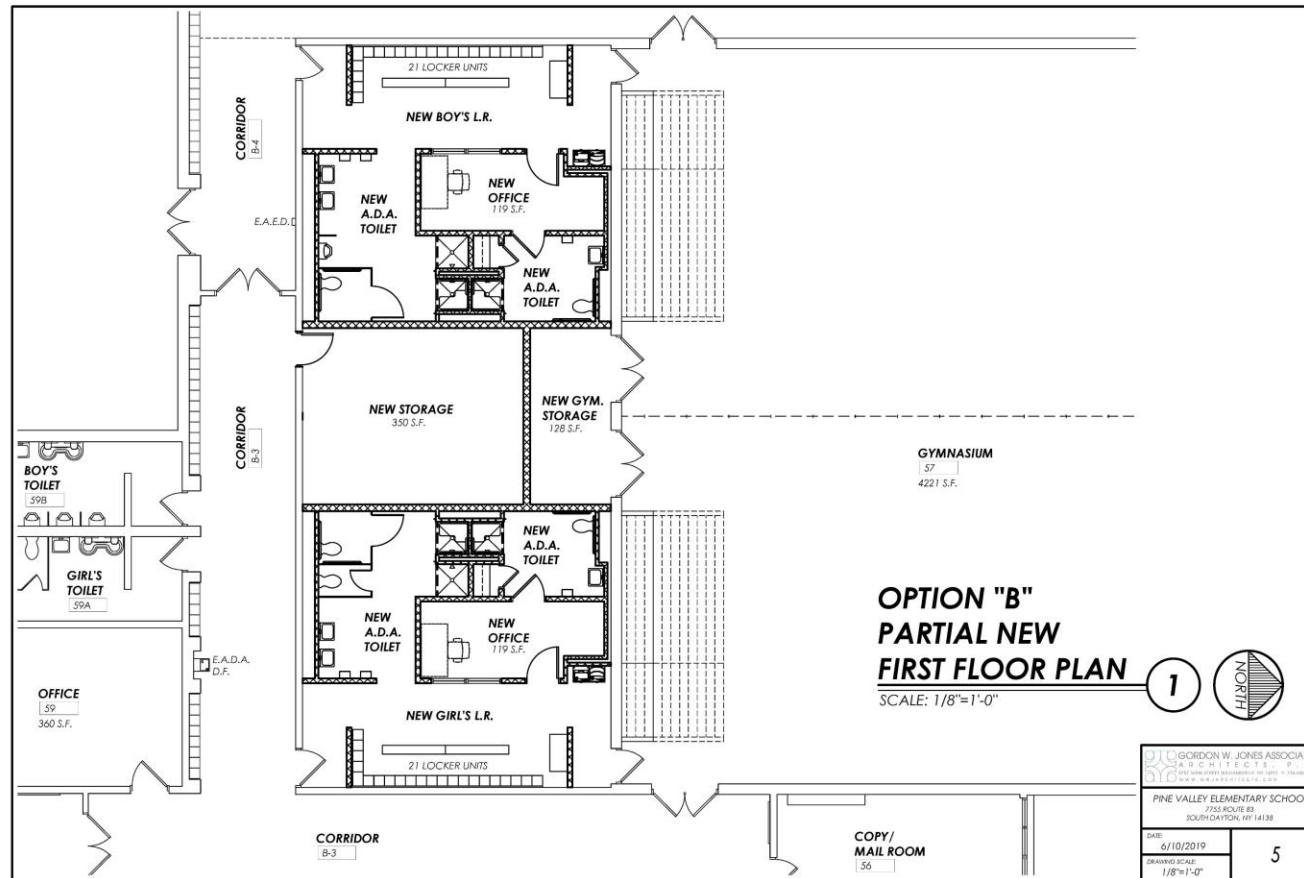 21 LOCKER UNITS
NEW BOY'S L.R.
CORRIDOR
B-4
NEW
OFFICE
119 S.F.
NEW
A.D.A.
TOILET
E.A.E.D.
NEW
A.D.A.
TOILET
NEW STORAGE
350 S.F.
NEW GYM.
STORAGE
128 S.F.
CORRIDOR
B-3
GYMNASIUM
57
4221 S.F.
BOY'S
TOILET
59B
GIRL'S
TOILET
59A
NEW
A.D.A.
TOILET
NEW
A.D.A.
TOILET
NEW
OFFICE
119 S.F.
E.A.D.A.
D.F.
OFFICE
59
360 S.F.
NEW GIRL'S L.R.
21 LOCKER UNITS
CORRIDOR
B-3
COPY/
MAIL ROOM
56
OPTION "B"
PARTIAL NEW
FIRST FLOOR PLAN
SCALE: 1/8"=1'-0"
1
NORTH
GORDON W. JONES ASSOCIA
ARCHITECTS, P.
PINE VALLEY ELEMENTARY SCHOO
7755 ROUTE 83
SOUTH DAYTON, NY 14138
DATE:
6/10/2019
DRAWING SCALE:
1/8"=1'-0"
5